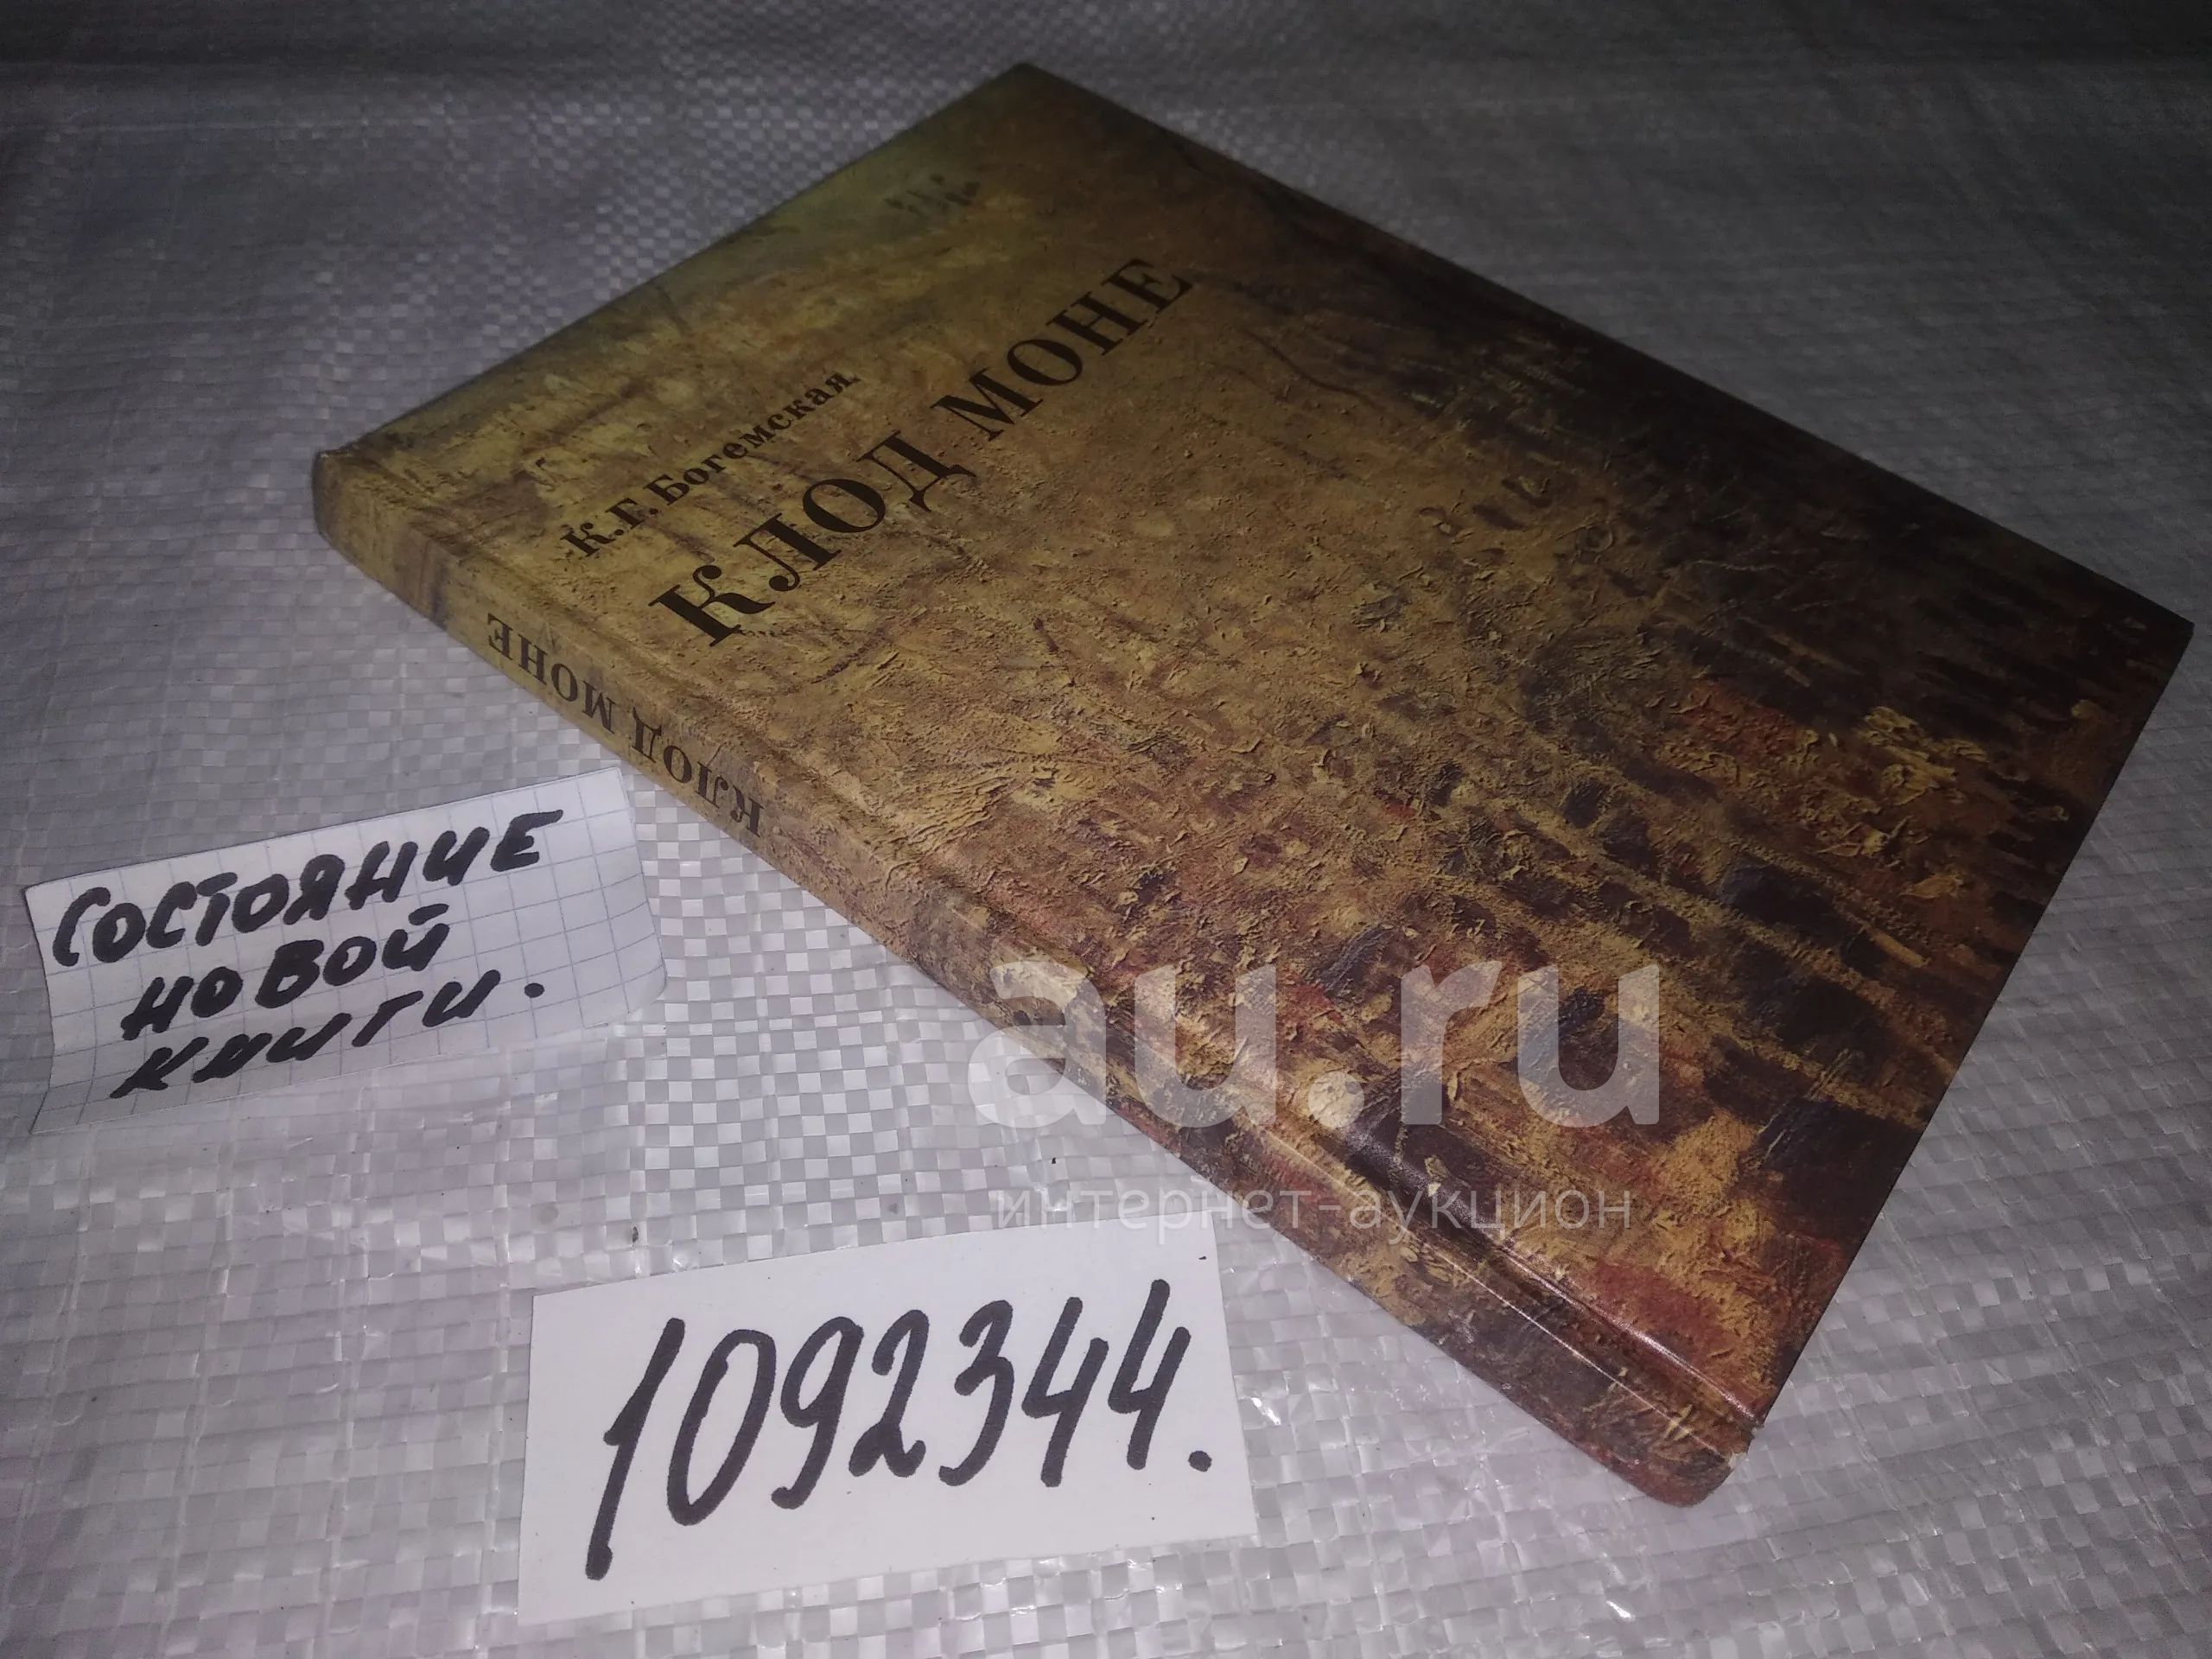 К.Г. Богемская
КЛОД МОНЕ
КЛОД МОНЕ
СОСТОЯНИЕ
НОВОЙ
КНИГИ.
au.ru
интернет-аукцион
1092344.